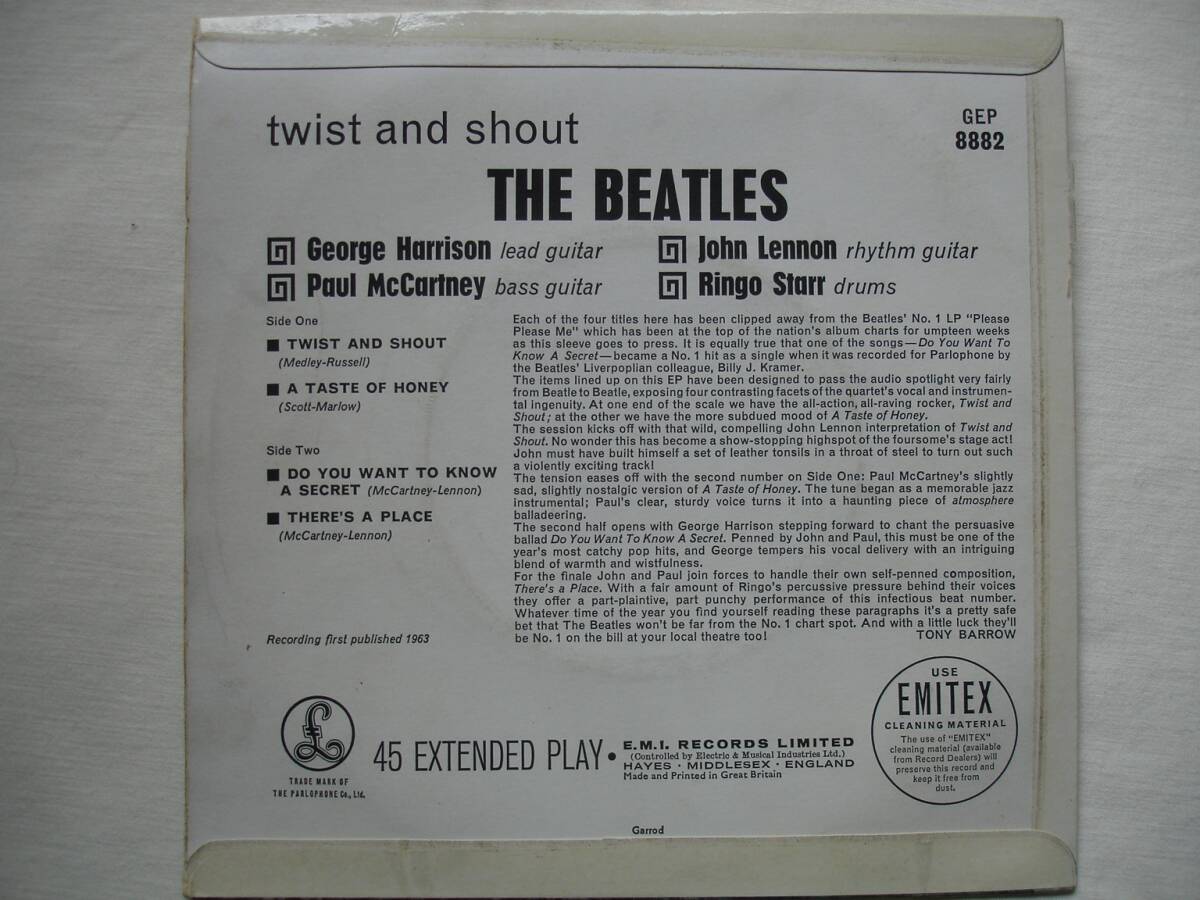 twist and shout
GEP
8882
THE BEATLES
George Harrison lead guitar
John Lennon rhythm guitar
Paul McCartney bass guitar
Ringo Starr drums
Side One
TWIST AND SHOUT
(Medley-Russell)
A TASTE OF HONEY
(Scott-Marlow)
Side Two
DO YOU WANT TO KNOW
A SECRET (McCartney-Lennon)
THERE'S A PLACE
(McCartney-Lennon)
Recording first published 1963
Each of the four titles here has been clipped away from the Beatles' No. 1 LP "Please
Please Me" which has been at the top of the nation's album charts for umpteen weeks
as this sleeve goes to press. It is equally true that one of the songs—Do You Want To
Know A Secret—became a No. 1 hit as a single when it was recorded for Parlophone by
the Beatles' Liverpoplian colleague, Billy J. Kramer.
The items lined up on this EP have been designed to pass the audio spotlight very fairly
from Beatle to Beatle, exposing four contrasting facets of the quartet's vocal and instrumen-
tal ingenuity. At one end of the scale we have the all-action, all-raving rocker, Twist and
Shout; at the other we have the more subdued mood of A Taste of Honey.
The session kicks off with that wild, compelling John Lennon interpretation of Twist and
Shout. No wonder this has become a show-stopping highspot of the foursome's stage act!
John must have built himself a set of leather tonsils in a throat of steel to turn out such
a violently exciting track!
The tension eases off with the second number on Side One: Paul McCartney's slightly
sad, slightly nostalgic version of A Taste of Honey. The tune began as a memorable jazz
instrumental; Paul's clear, sturdy voice turns it into a haunting piece of atmosphere
balladeering.
The second half opens with George Harrison stepping forward to chant the persuasive
ballad Do You Want To Know A Secret. Penned by John and Paul, this must be one of the
year's most catchy pop hits, and George tempers his vocal delivery with an intriguing
blend of warmth and wistfulness.
For the finale John and Paul join forces to handle their own self-penned composition,
There's a Place. With a fair amount of Ringo's percussive pressure behind their voices
they offer a part-plaintive, part punchy performance of this infectious beat number.
Whatever time of the year you find yourself reading these paragraphs it's a pretty safe
bet that The Beatles won't be far from the No. 1 chart spot. And with a little luck they'll
be No. 1 on the bill at your local theatre too! TONY BARROW
£
TRADE MARK OF
THE PARLOPHONE Co., Ltd.
45 EXTENDED PLAY •
E.M.I. RECORDS LIMITED
(Controlled by Electric & Musical Industries Ltd.)
HAYES · MIDDLESEX · ENGLAND
Made and Printed in Great Britain
USE
EMITEX
CLEANING MATERIAL
The use of "EMITEX"
cleaning material (available
from Record Dealers) will
preserve this record and
keep it free from
dust.
Garrod